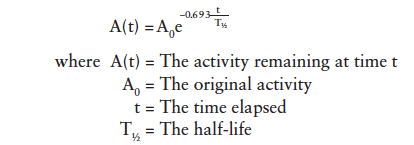 A(t) = A₀e^(-0.693 t/T½)
where A(t) = The activity remaining at time t
A₀ = The original activity
t = The time elapsed
T½ = The half-life